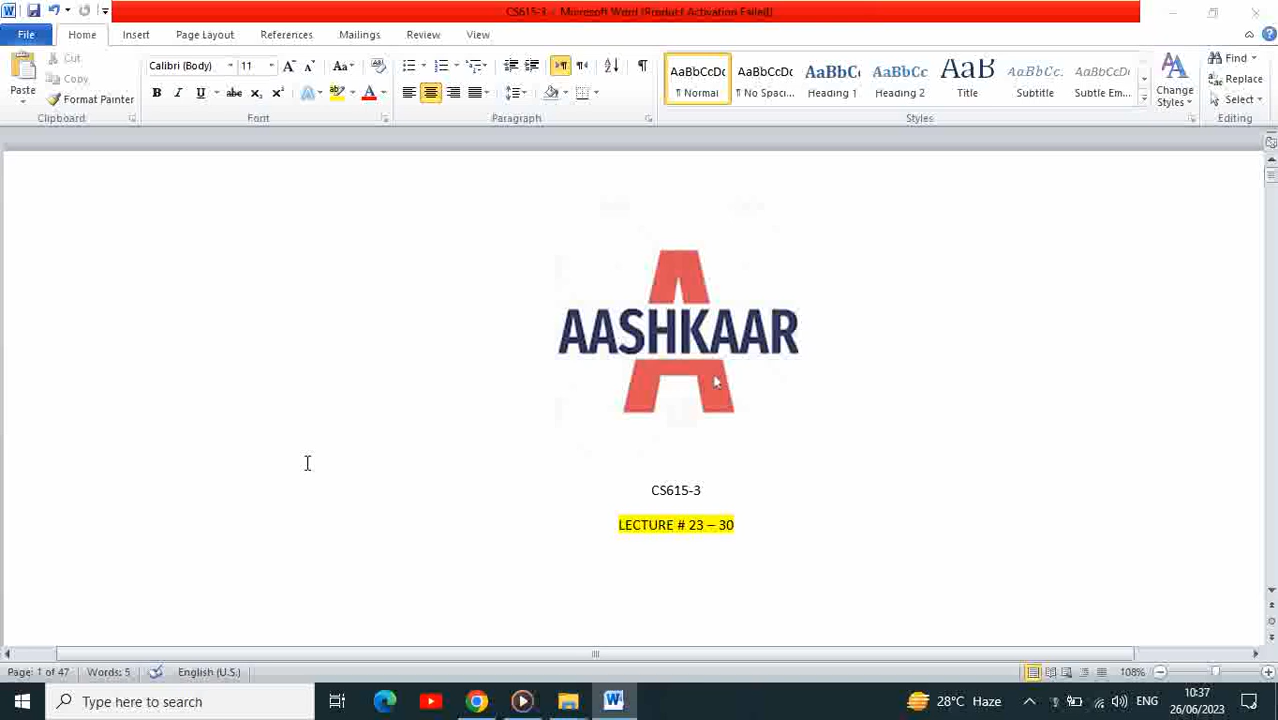 CS615-3 - Microsoft Word (Product Activation Failed)
File Home Insert Page Layout References Mailings Review View
Cut
Copy
Paste
Format Painter
Clipboard
Calibri (Body) 11
Font
Paragraph
AaBbCcDc AaBbCcDc AaBbC AaBbCc AaB AaBbCc. AaBbCcDc
¶ Normal ¶ No Spaci... Heading 1 Heading 2 Title Subtitle Subtle Em...
Change Styles
Styles
Find
Replace
Select
Editing
A
AASHKAAR
CS615-3
LECTURE # 23 – 30
Page: 1 of 47 Words: 5 English (U.S.) 108%
Type here to search
28°C Haze ENG
10:37
26/06/2023